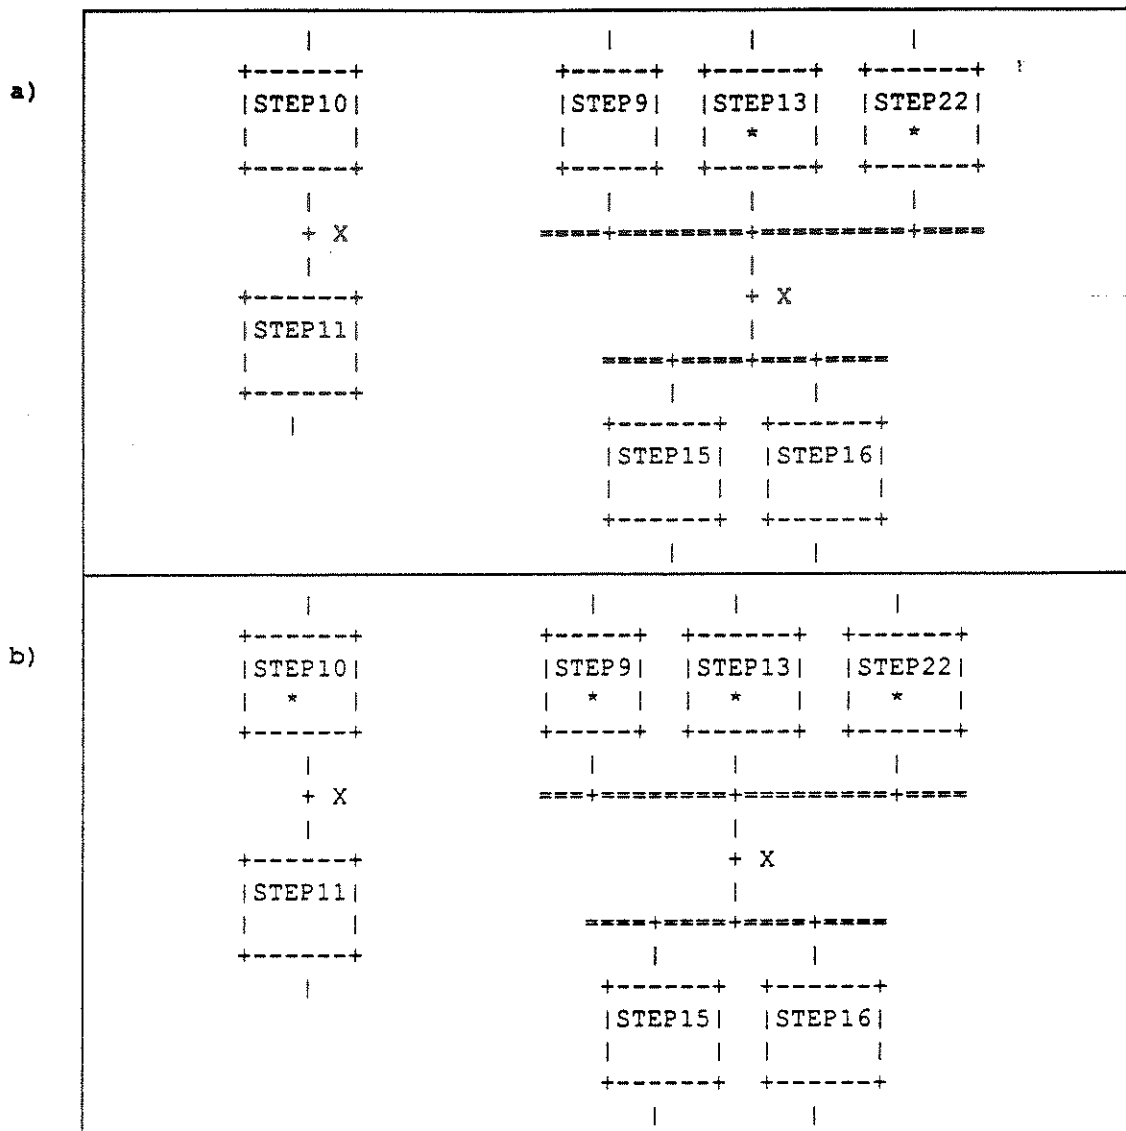 a)
|STEP10| |STEP9| |STEP13| |STEP22|
* *
+ X
+ X
|STEP11|
|STEP15| |STEP16|
b)
|STEP10| |STEP9| |STEP13| |STEP22|
* * * *
+ X
+ X
|STEP11|
|STEP15| |STEP16|